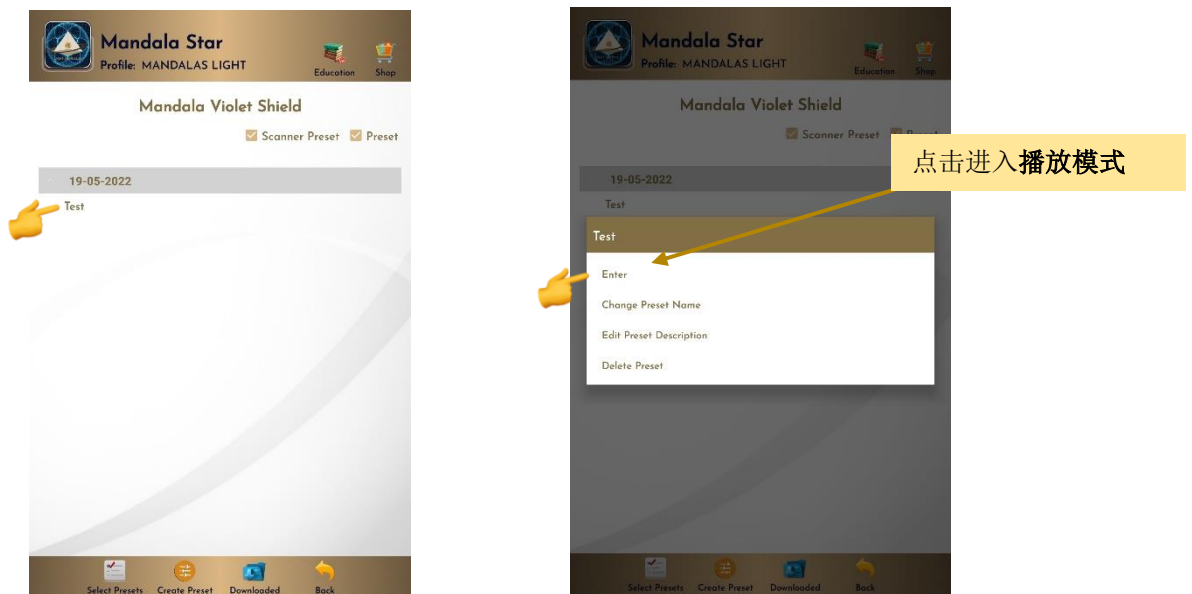 Mandala Star
Profile: MANDALAS LIGHT
Education
Shop
Mandala Violet Shield
Scanner Preset
Preset
19-05-2022
Test
Select Presets
Create Preset
Downloaded
Back
Mandala Star
Profile: MANDALAS LIGHT
Education
Shop
Mandala Violet Shield
Scanner Preset
Preset
点击进入播放模式
19-05-2022
Test
Test
Enter
Change Preset Name
Edit Preset Description
Delete Preset
Select Presets
Create Preset
Downloaded
Back